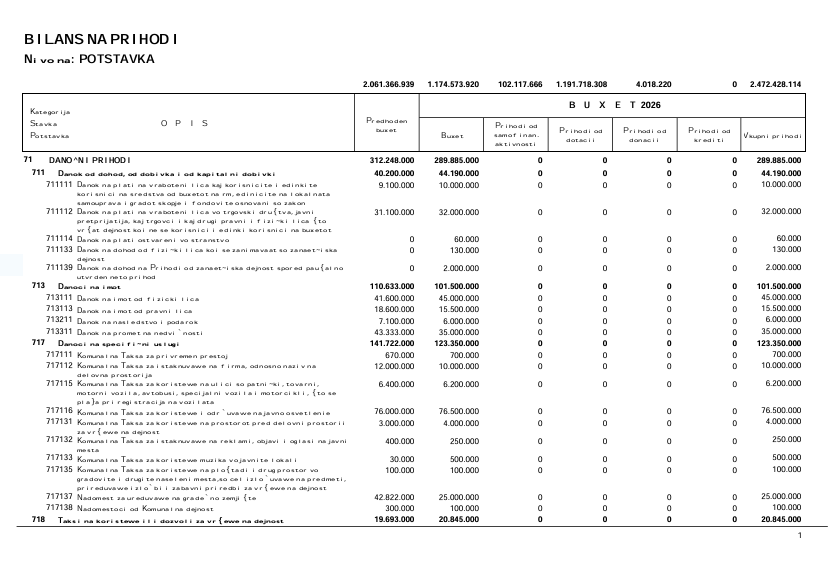 BILANS NA PRIHODI
Nivo na: POTSTAVKA
2.061.366.939 1.174.573.920 102.117.666 1.191.718.308 4.018.220 0 2.472.428.114
Kategorija
Stavka
Potstavka
O P I S
Predhoden buxet
B U X E T 2026
Buxet
Prihodi od samofinan. aktivnosti
Prihodi od dotacii
Prihodi od donacii
Prihodi od krediti
Vkupni prihodi
71 DANO^NI PRIHODI 312.248.000 289.885.000 0 0 0 0 289.885.000
711 Danok od dohod, od dobivka i od kapitalni dobivki 40.200.000 44.190.000 0 0 0 0 44.190.000
711111 Danok na plati na vraboteni lica kaj korisnicite i edinkite 9.100.000 10.000.000 0 0 0 0 10.000.000
korisnici na sredstva od buxetot na rm, edinicite na lokalnata
samouprava i gradot skopje i fondovite osnovani so zakon
711112 Danok na plati na vraboteni lica vo trgovski dru{tva, javni 31.100.000 32.000.000 0 0 0 0 32.000.000
pretprijatija, kaj trgovci i kaj drugi pravni i fizi~ki lica {to
vr{at dejnost koi ne se korisnici i edinki korisnici na buxetot
711114 Danok na plati ostvareni vo stranstvo 0 60.000 0 0 0 0 60.000
711133 Danok na dohod od fizi~ki lica koi se zanimavaat so zanaet~iska 0 130.000 0 0 0 0 130.000
dejnost
711139 Danok na dohod na Prihodi od zanaet~iska dejnost spored pau{alno 0 2.000.000 0 0 0 0 2.000.000
utvrden neto prihod
713 Danoci na imot 110.633.000 101.500.000 0 0 0 0 101.500.000
713111 Danok na imot od fizicki lica 41.600.000 45.000.000 0 0 0 0 45.000.000
713113 Danok na imot od pravni lica 18.600.000 15.500.000 0 0 0 0 15.500.000
713211 Danok na nasledstvo i podarok 7.100.000 6.000.000 0 0 0 0 6.000.000
713311 Danok na promet na nedvi`nosti 43.333.000 35.000.000 0 0 0 0 35.000.000
717 Danoci na specifi~ni uslugi 141.722.000 123.350.000 0 0 0 0 123.350.000
717111 Komunalna Taksa za privremen prestoj 670.000 700.000 0 0 0 0 700.000
717112 Komunalna Taksa za istaknuvawe na firma, odnosno naziv na 12.000.000 10.000.000 0 0 0 0 10.000.000
delovna prostorija
717115 Komunalna Taksa za koristewe na ulici so patni~ki, tovarni, 6.400.000 6.200.000 0 0 0 0 6.200.000
motorni vozila, avtobusi, specijalni vozila i motorcikli, {to se
pla}a pri registracija na vozilata
717116 Komunalna Taksa za koristewe i odr`uvawe na javno osvetlenie 76.000.000 76.500.000 0 0 0 0 76.500.000
717131 Komunalna Taksa za koristewe na prostorot pred delovni prostorii 3.000.000 4.000.000 0 0 0 0 4.000.000
za vr{ewe na dejnost
717132 Komunalna Taksa za istaknuvawe na reklami, objavi i oglasi na javni 400.000 250.000 0 0 0 0 250.000
mesta
717133 Komunalna Taksa za koristewe muzika vo javnite lokali 30.000 500.000 0 0 0 0 500.000
717135 Komunalna Taksa za koristewe na plo{tadi i drug prostor vo 100.000 100.000 0 0 0 0 100.000
gradovite i drugite naseleni mesta, so cel izlo`uvawe na predmeti,
prireduvawe izlo`bi i zabavni priredbi za vr{ewe na dejnost
717137 Nadomest za ureduvawe na grade`no zemji{te 42.822.000 25.000.000 0 0 0 0 25.000.000
717138 Nadomestoci od Komunalna dejnost 300.000 100.000 0 0 0 0 100.000
718 Taksi na koristewe ili dozvoli za vr{ewe na dejnost 19.693.000 20.845.000 0 0 0 0 20.845.000
1